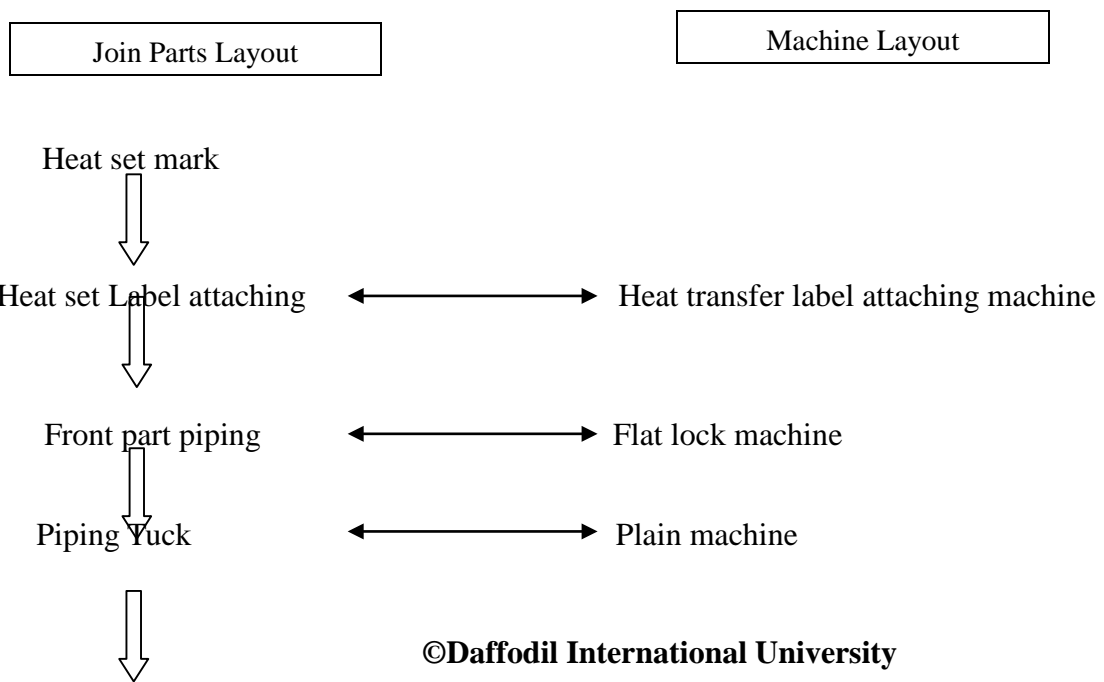 Join Parts Layout
Machine Layout
Heat set mark
Heat set Label attaching
Heat transfer label attaching machine
Front part piping
Flat lock machine
Piping Tuck
Plain machine
©Daffodil International University